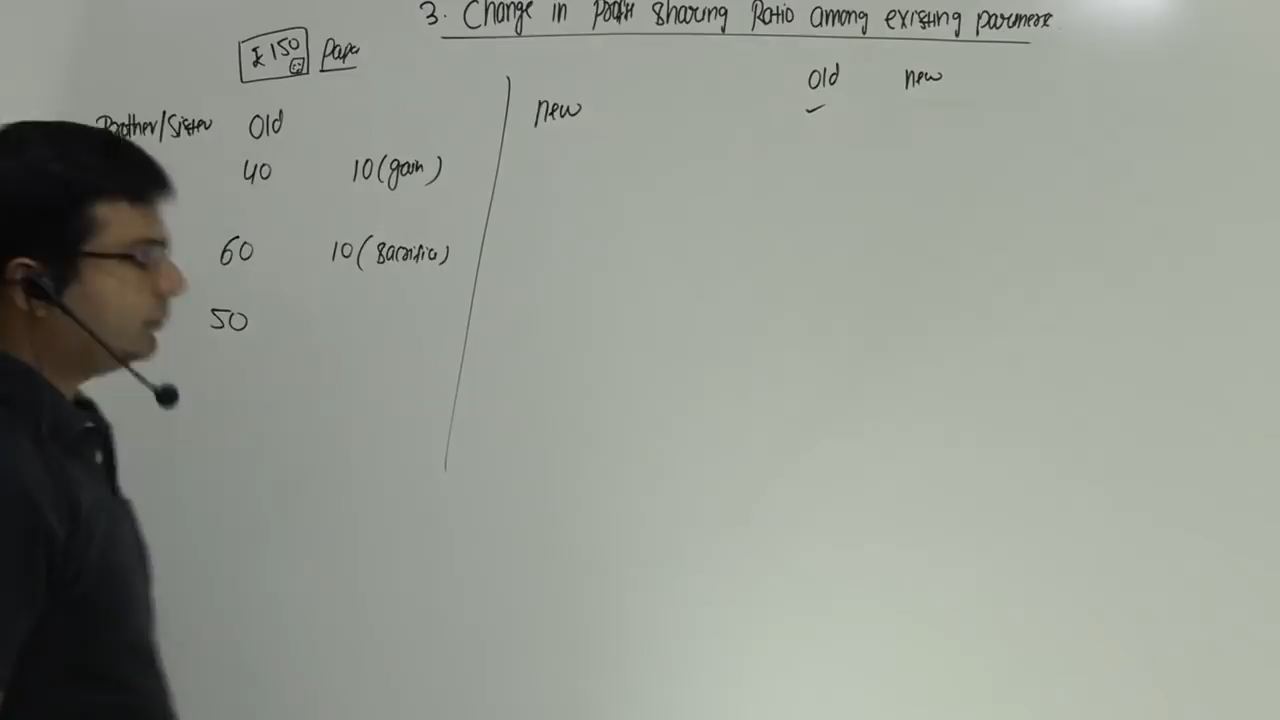 3. Change in Profit Sharing Ratio among existing partners
₹150 Papa
Old new
Brother/Sister Old
new
40 10(gain)
60 10(Sacrifice)
50